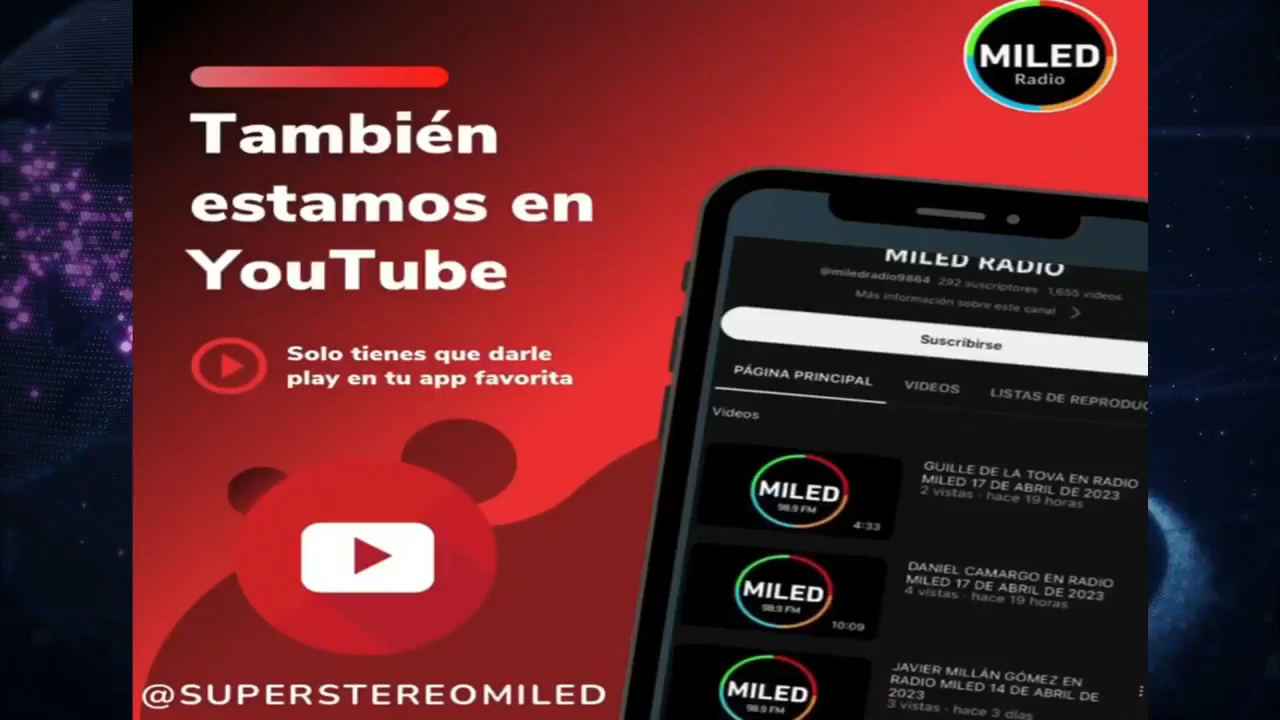 MILED
Radio
También
estamos en
YouTube
Solo tienes que darle
play en tu app favorita
@SUPERSTEREOMILED
MILED RADIO
@miledradio9864 292 suscriptores 1,655 videos
Más información sobre este canal
Suscribirse
PÁGINA PRINCIPAL VIDEOS LISTAS DE REPRODUC
Videos
MILED
98.9 FM
4:33
GUILLE DE LA TOVA EN RADIO
MILED 17 DE ABRIL DE 2023
2 vistas · hace 19 horas
MILED
98.9 FM
10:09
DANIEL CAMARGO EN RADIO
MILED 17 DE ABRIL DE 2023
4 vistas · hace 19 horas
MILED
98.9 FM
JAVIER MILLÁN GÓMEZ EN
RADIO MILED 14 DE ABRIL DE
2023
3 vistas · hace 3 días